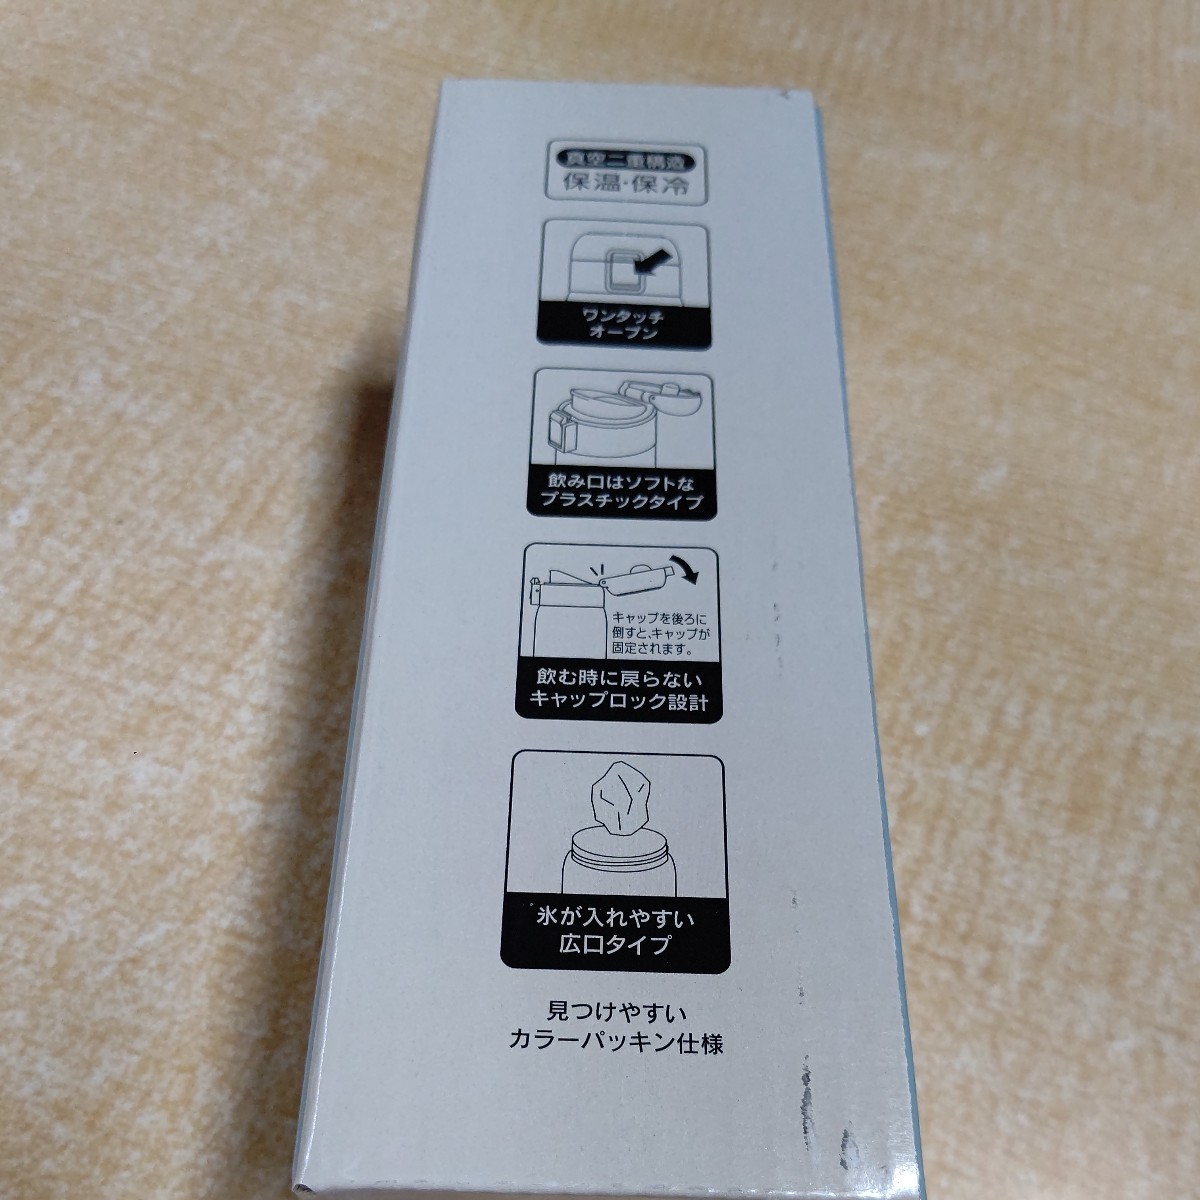 真空二重構造
保温・保冷
ワンタッチ
オープン
飲み口はソフトな
プラスチックタイプ
キャップを後ろに
倒すと、キャップが
固定されます。
飲む時に戻らない
キャップロック設計
氷が入れやすい
広口タイプ
見つけやすい
カラーパッキン仕様